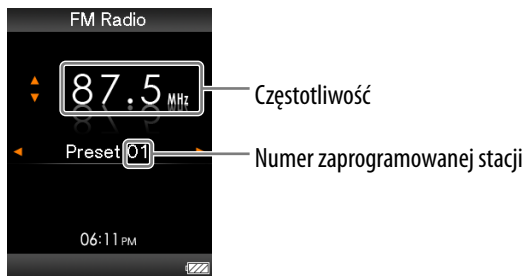 FM Radio
87.5 MHz
Częstotliwość
Preset 01
Numer zaprogramowanej stacji
06:11 PM